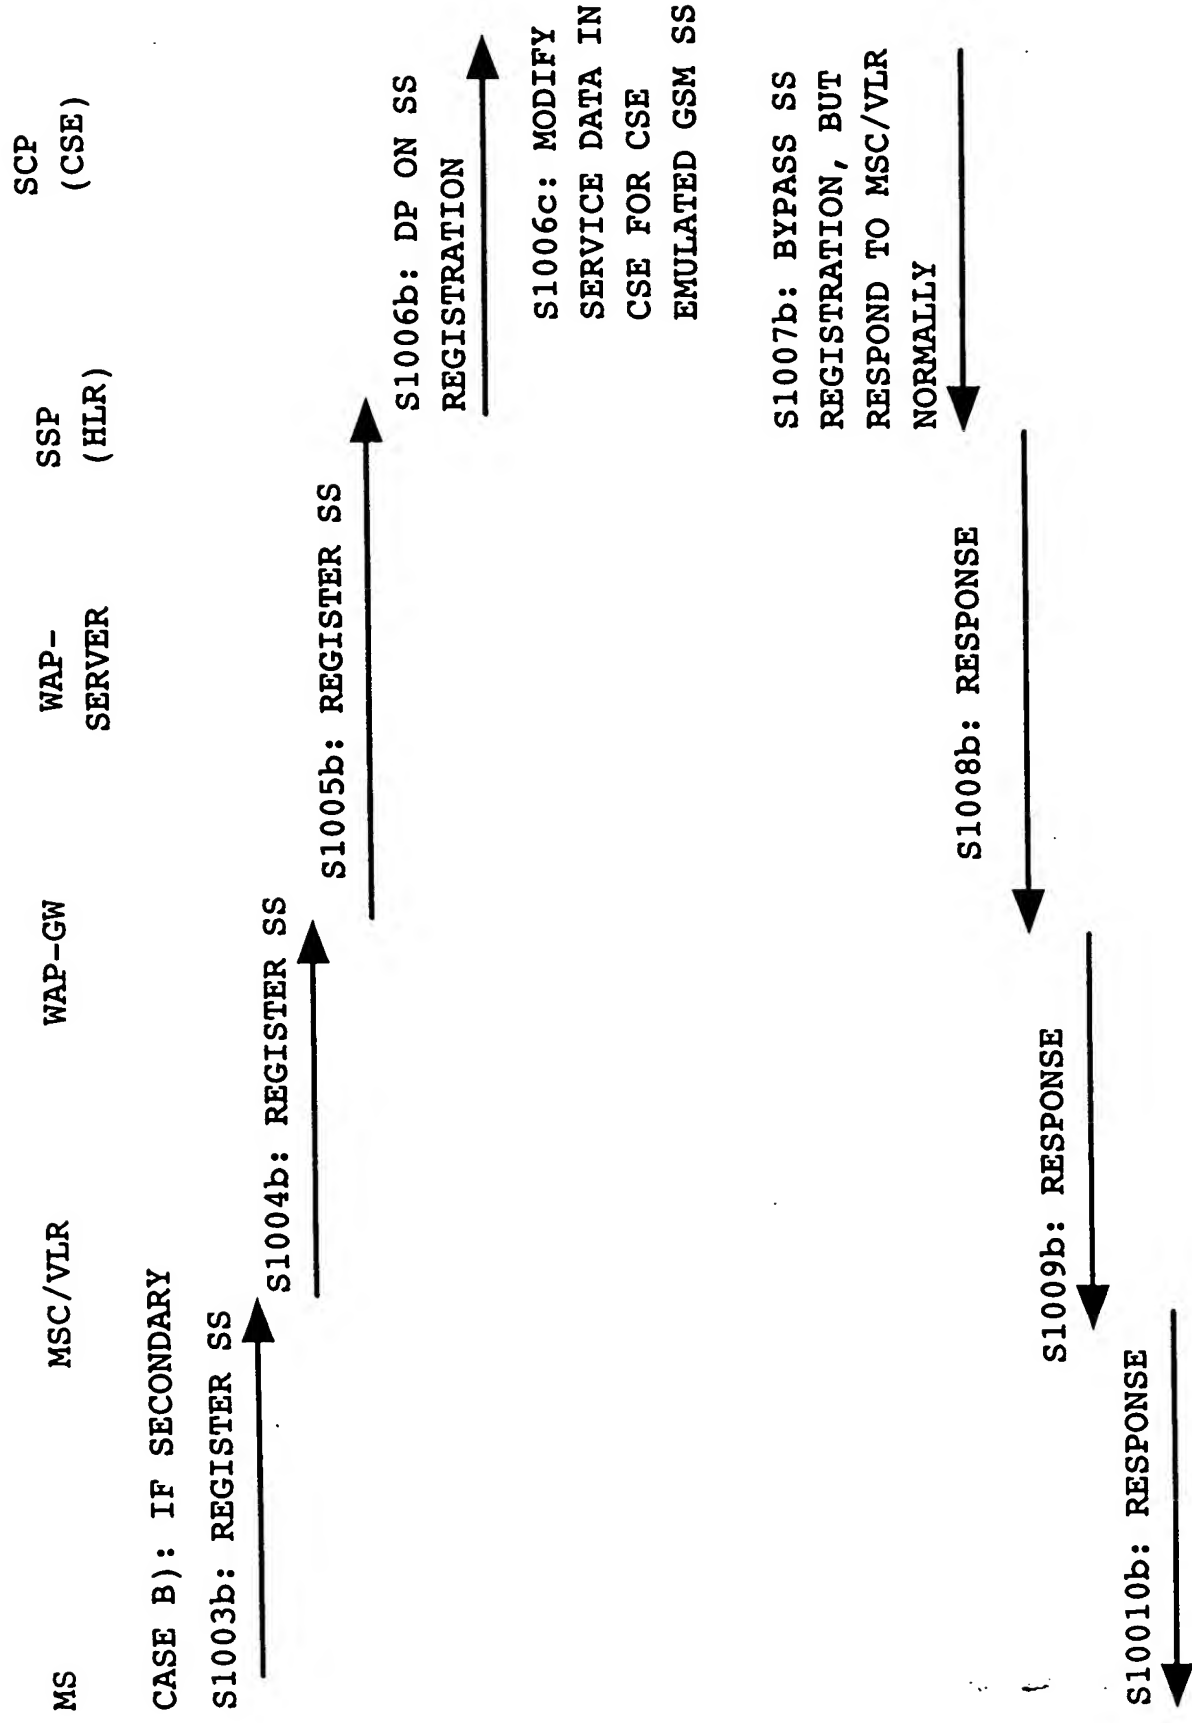 MS
MSC/VLR
WAP-GW
WAP-
SERVER
SSP
(HLR)
SCP
(CSE)
CASE B): IF SECONDARY
S1003b: REGISTER SS
S1004b: REGISTER SS
S1005b: REGISTER SS
S1006b: DP ON SS
REGISTRATION
S1006c: MODIFY
SERVICE DATA IN
CSE FOR CSE
EMULATED GSM SS
S1007b: BYPASS SS
REGISTRATION, BUT
RESPOND TO MSC/VLR
NORMALLY
S1008b: RESPONSE
S1009b: RESPONSE
S10010b: RESPONSE